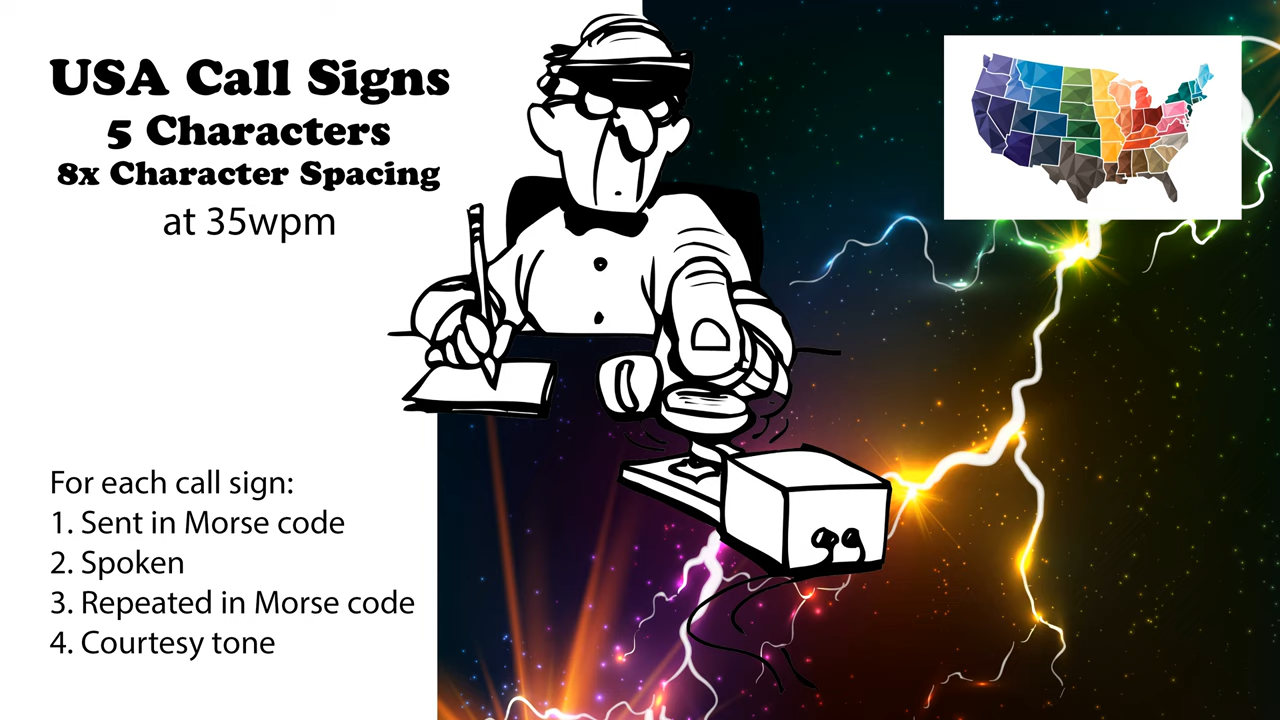 USA Call Signs
5 Characters
8x Character Spacing
at 35wpm
For each call sign:
1. Sent in Morse code
2. Spoken
3. Repeated in Morse code
4. Courtesy tone